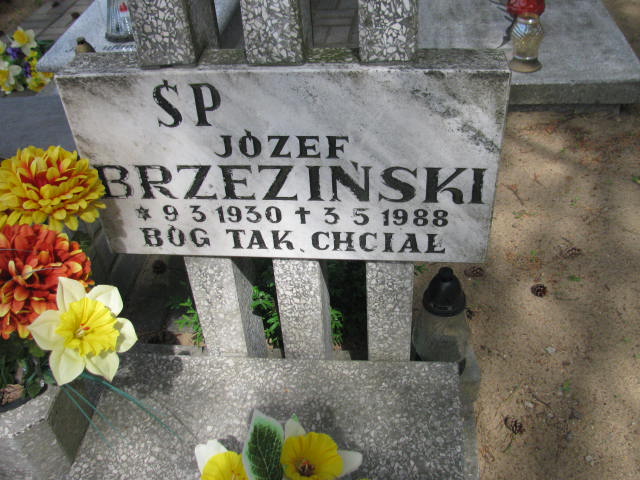 ŚP
JÓZEF
BRZEZIŃSKI
* 9 3 1930 + 3 5 1988
BÓG TAK CHCIAŁ